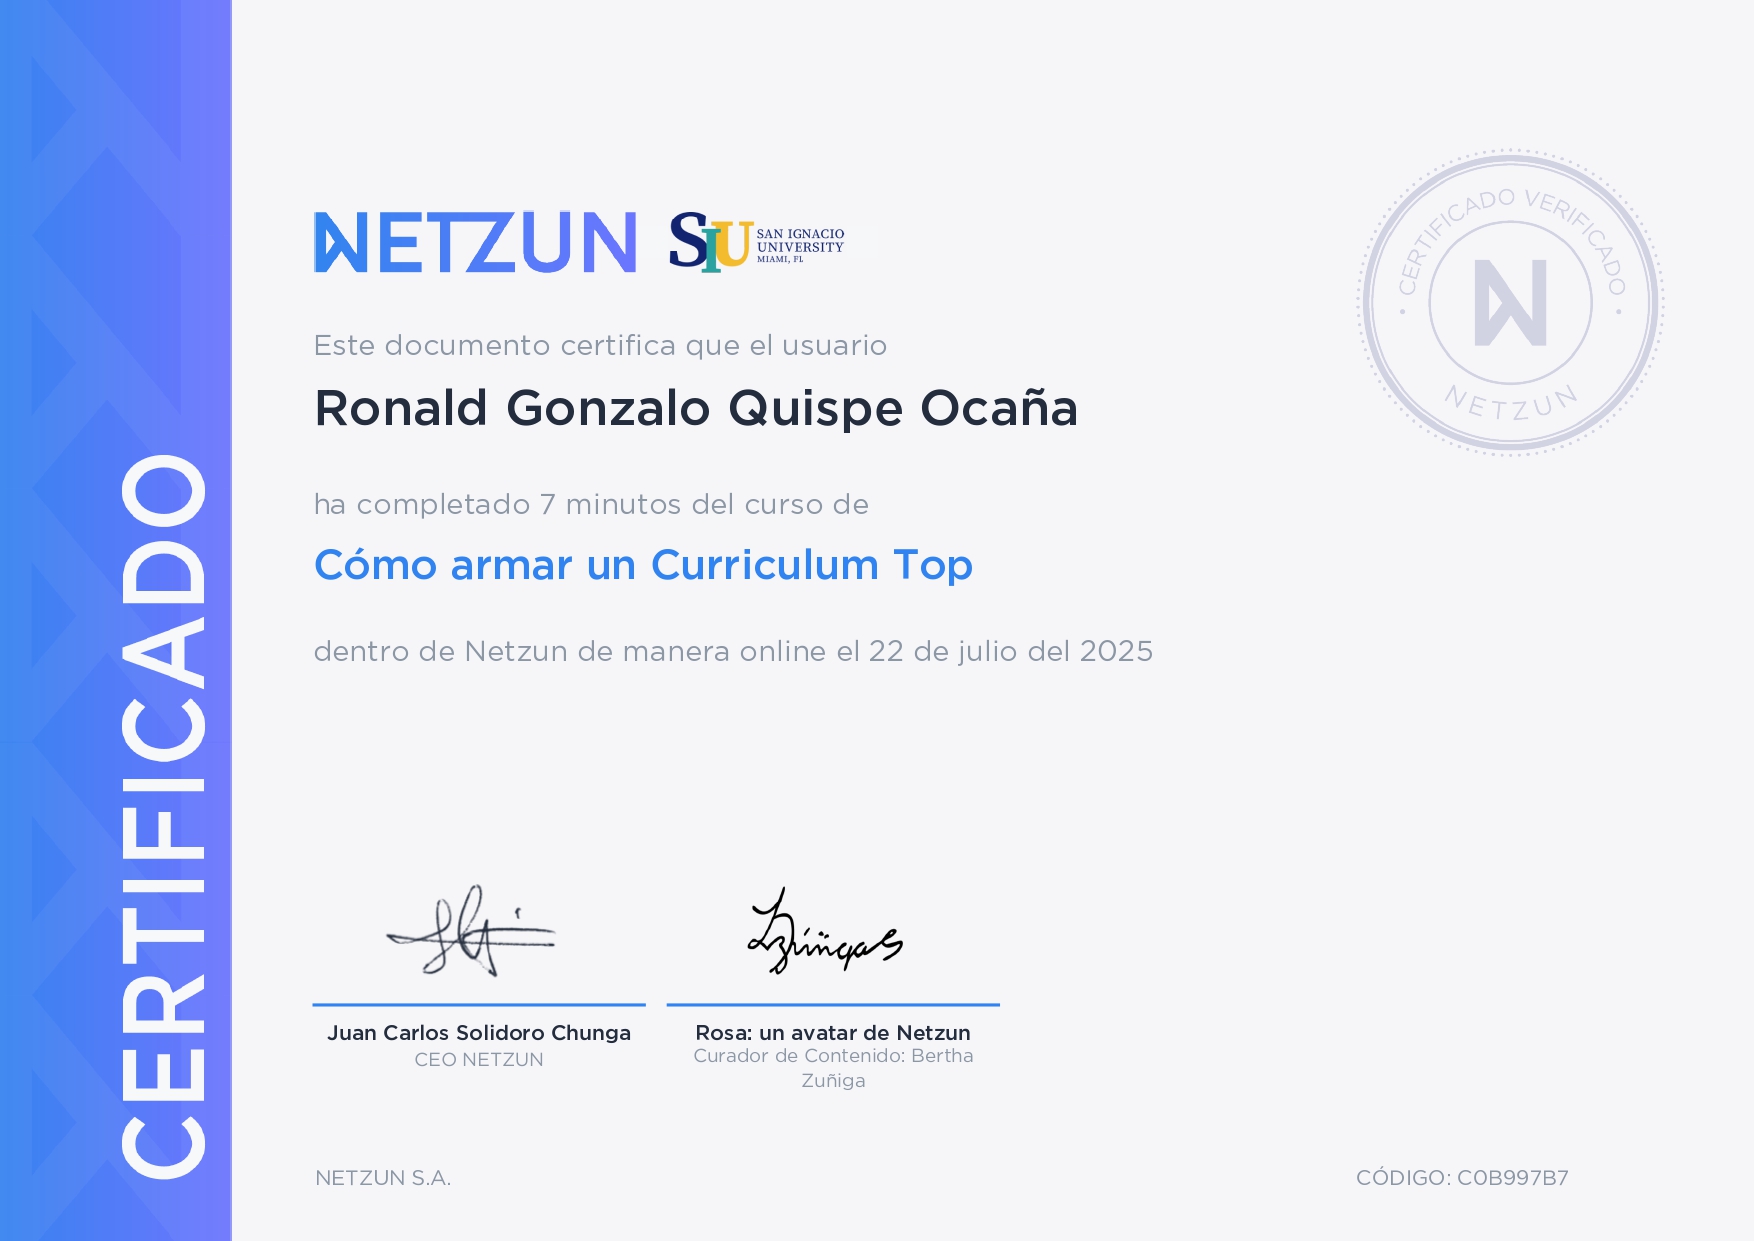 CERTIFICADO
NETZUN
SIU
SAN IGNACIO
UNIVERSITY
MIAMI, FL
• CERTIFICADO VERIFICADO •
N
NETZUN
Este documento certifica que el usuario
Ronald Gonzalo Quispe Ocaña
ha completado 7 minutos del curso de
Cómo armar un Curriculum Top
dentro de Netzun de manera online el 22 de julio del 2025
Juan Carlos Solidoro Chunga
CEO NETZUN
Rosa: un avatar de Netzun
Curador de Contenido: Bertha
Zuñiga
NETZUN S.A.
CÓDIGO: C0B997B7